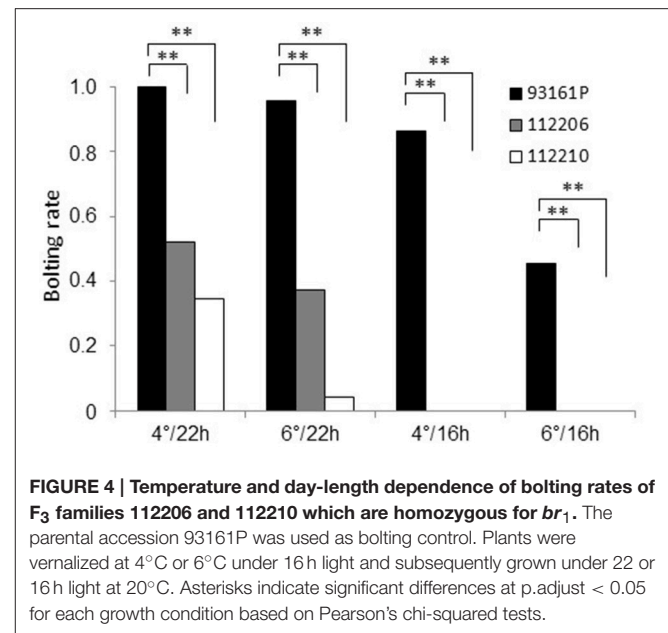 ** ** ** **
** ** ** **
1.0
0.8
0.6
0.4
0.2
0
Bolting rate
93161P
112206
112210
4°/22h 6°/22h 4°/16h 6°/16h
FIGURE 4 | Temperature and day-length dependence of bolting rates of
F₃ families 112206 and 112210 which are homozygous for br₁. The
parental accession 93161P was used as bolting control. Plants were
vernalized at 4°C or 6°C under 16 h light and subsequently grown under 22 or
16 h light at 20°C. Asterisks indicate significant differences at p.adjust < 0.05
for each growth condition based on Pearson's chi-squared tests.